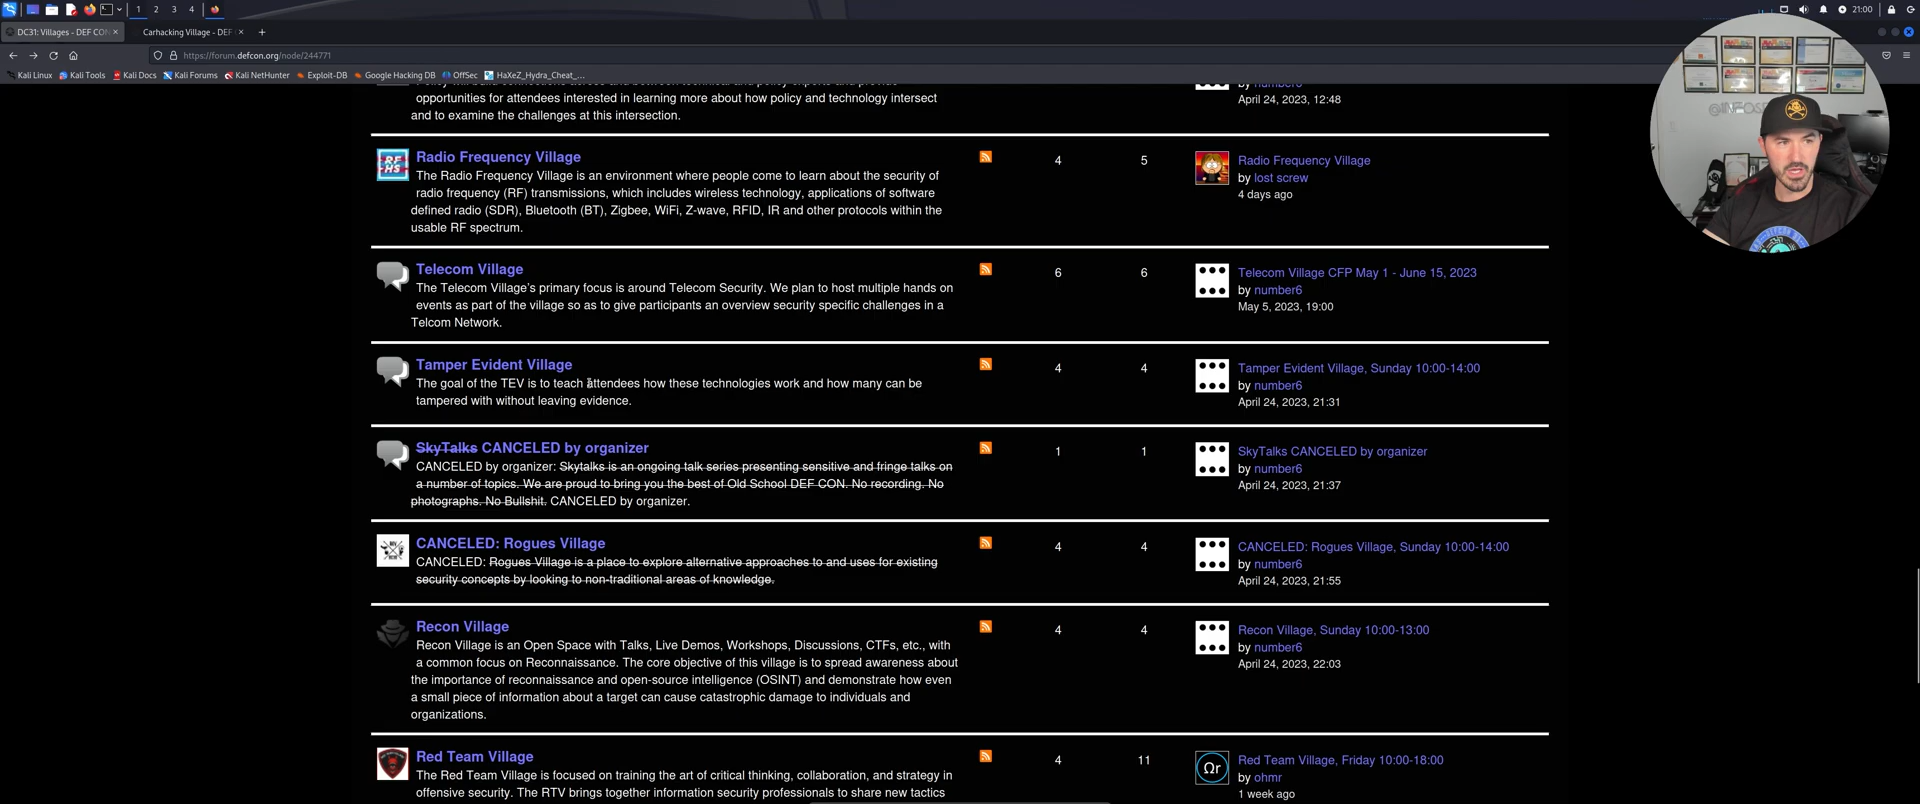 1 2 3 4
21:00
DC31: Villages - DEF CON
Carhacking Village - DEF
https://forum.defcon.org/node/244771
Kali Linux Kali Tools Kali Docs Kali Forums Kali NetHunter Exploit-DB Google Hacking DB OffSec HaXeZ_Hydra_Cheat_...
opportunities for attendees interested in learning more about how policy and technology intersect
and to examine the challenges at this intersection.
by number6
April 24, 2023, 12:48
Radio Frequency Village
The Radio Frequency Village is an environment where people come to learn about the security of
radio frequency (RF) transmissions, which includes wireless technology, applications of software
defined radio (SDR), Bluetooth (BT), Zigbee, WiFi, Z-wave, RFID, IR and other protocols within the
usable RF spectrum.
4 5
Radio Frequency Village
by lost screw
4 days ago
Telecom Village
The Telecom Village's primary focus is around Telecom Security. We plan to host multiple hands on
events as part of the village so as to give participants an overview security specific challenges in a
Telcom Network.
6 6
Telecom Village CFP May 1 - June 15, 2023
by number6
May 5, 2023, 19:00
Tamper Evident Village
The goal of the TEV is to teach attendees how these technologies work and how many can be
tampered with without leaving evidence.
4 4
Tamper Evident Village, Sunday 10:00-14:00
by number6
April 24, 2023, 21:31
SkyTalks CANCELED by organizer
CANCELED by organizer: Skytalks is an ongoing talk series presenting sensitive and fringe talks on
a number of topics. We are proud to bring you the best of Old School DEF CON. No recording. No
photographs. No Bullshit. CANCELED by organizer.
1 1
SkyTalks CANCELED by organizer
by number6
April 24, 2023, 21:37
CANCELED: Rogues Village
CANCELED: Rogues Village is a place to explore alternative approaches to and uses for existing
security concepts by looking to non-traditional areas of knowledge.
4 4
CANCELED: Rogues Village, Sunday 10:00-14:00
by number6
April 24, 2023, 21:55
Recon Village
Recon Village is an Open Space with Talks, Live Demos, Workshops, Discussions, CTFs, etc., with
a common focus on Reconnaissance. The core objective of this village is to spread awareness about
the importance of reconnaissance and open-source intelligence (OSINT) and demonstrate how even
a small piece of information about a target can cause catastrophic damage to individuals and
organizations.
4 4
Recon Village, Sunday 10:00-13:00
by number6
April 24, 2023, 22:03
Red Team Village
The Red Team Village is focused on training the art of critical thinking, collaboration, and strategy in
offensive security. The RTV brings together information security professionals to share new tactics
4 11
Ωr
Red Team Village, Friday 10:00-18:00
by ohmr
1 week ago